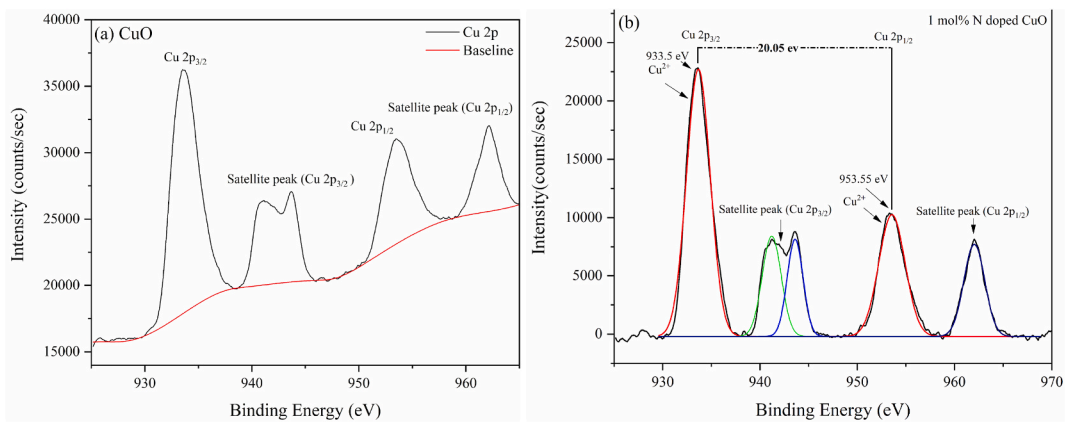 (a) CuO
Cu 2p
Baseline
Cu 2p3/2
Satellite peak (Cu 2p3/2)
Cu 2p1/2
Satellite peak (Cu 2p1/2)
40000
35000
30000
25000
20000
15000
Intensity (counts/sec)
930
940
950
960
Binding Energy (eV)
(b)
1 mol% N doped CuO
Cu 2p3/2
Cu 2p1/2
20.05 ev
933.5 eV
Cu2+
953.55 eV
Cu2+
Satellite peak (Cu 2p3/2)
Satellite peak (Cu 2p1/2)
25000
20000
15000
10000
5000
0
Intensity(counts/sec)
930
940
950
960
970
Binding Energy (eV)